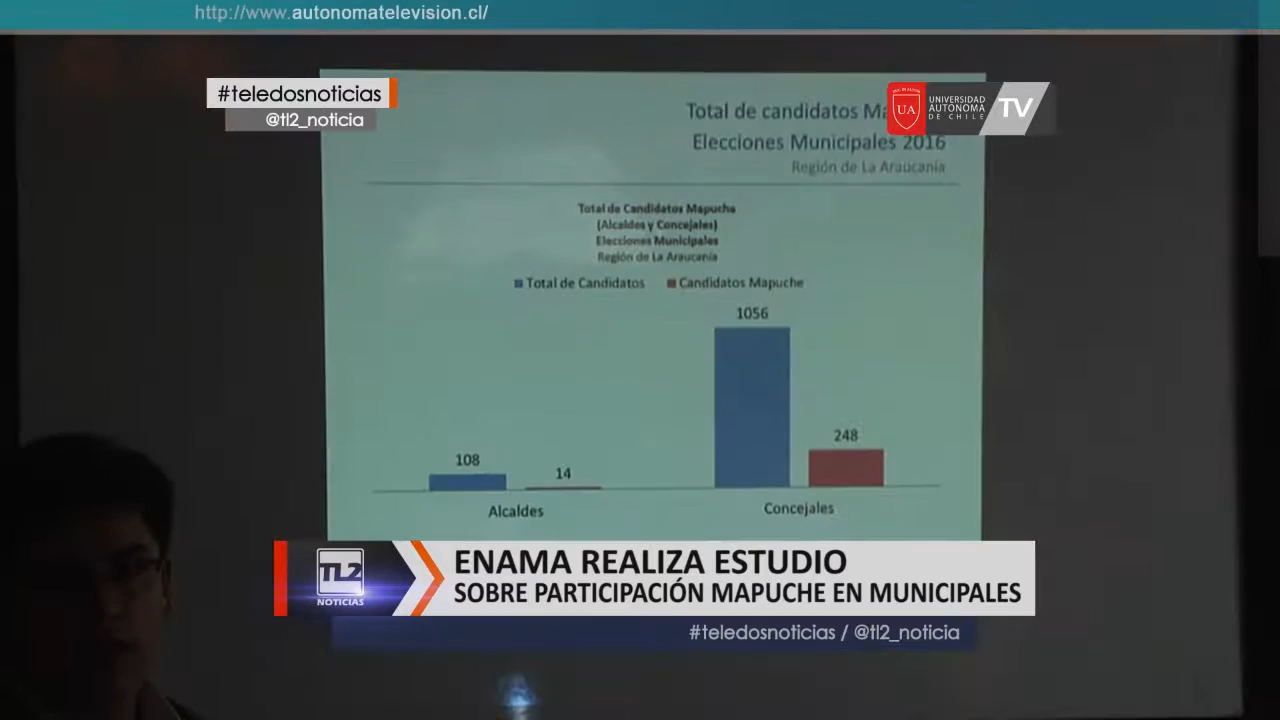 http://www.autonomatelevision.cl/
#teledosnoticias
@tl2_noticia
UA
UNIVERSIDAD
AUTÓNOMA
DE CHILE
TV
Total de candidatos
Elecciones Municipales 2016
Región de La Araucanía
Total de Candidatos Mapuche
(Alcaldes y Concejales)
Elecciones Municipales
Región de La Araucanía
Total de Candidatos Candidatos Mapuche
1056
248
108
14
Alcaldes
Concejales
TL2
NOTICIAS
ENAMA REALIZA ESTUDIO
SOBRE PARTICIPACIÓN MAPUCHE EN MUNICIPALES
#teledosnoticias / @tl2_noticia